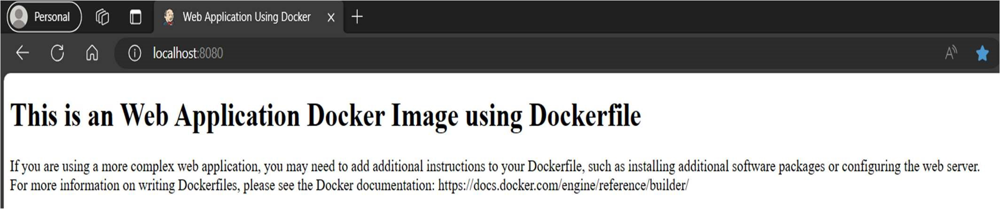 Personal
Web Application Using Docker
localhost:8080
This is an Web Application Docker Image using Dockerfile
If you are using a more complex web application, you may need to add additional instructions to your Dockerfile, such as installing additional software packages or configuring the web server.
For more information on writing Dockerfiles, please see the Docker documentation: https://docs.docker.com/engine/reference/builder/